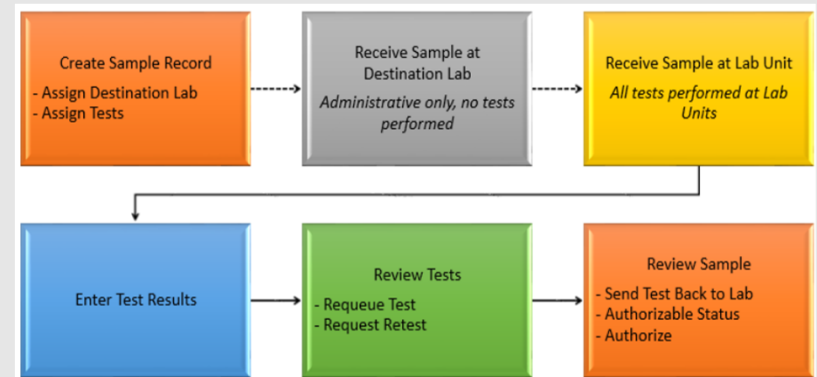 Create Sample Record
- Assign Destination Lab
- Assign Tests
Receive Sample at
Destination Lab
Administrative only, no tests
performed
Receive Sample at Lab Unit
All tests performed at Lab
Units
Enter Test Results
Review Tests
- Requeue Test
- Request Retest
Review Sample
- Send Test Back to Lab
- Authorizable Status
- Authorize